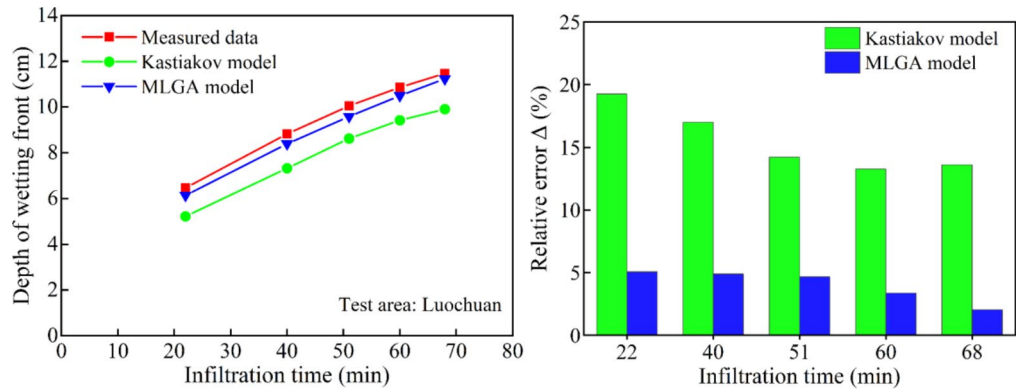 Depth of wetting front (cm)
14
12
10
8
6
4
2
0
Measured data
Kastiakov model
MLGA model
Test area: Luochuan
0 10 20 30 40 50 60 70 80
Infiltration time (min)
Relative error Δ (%)
25
20
15
10
5
0
Kastiakov model
MLGA model
22 40 51 60 68
Infiltration time (min)